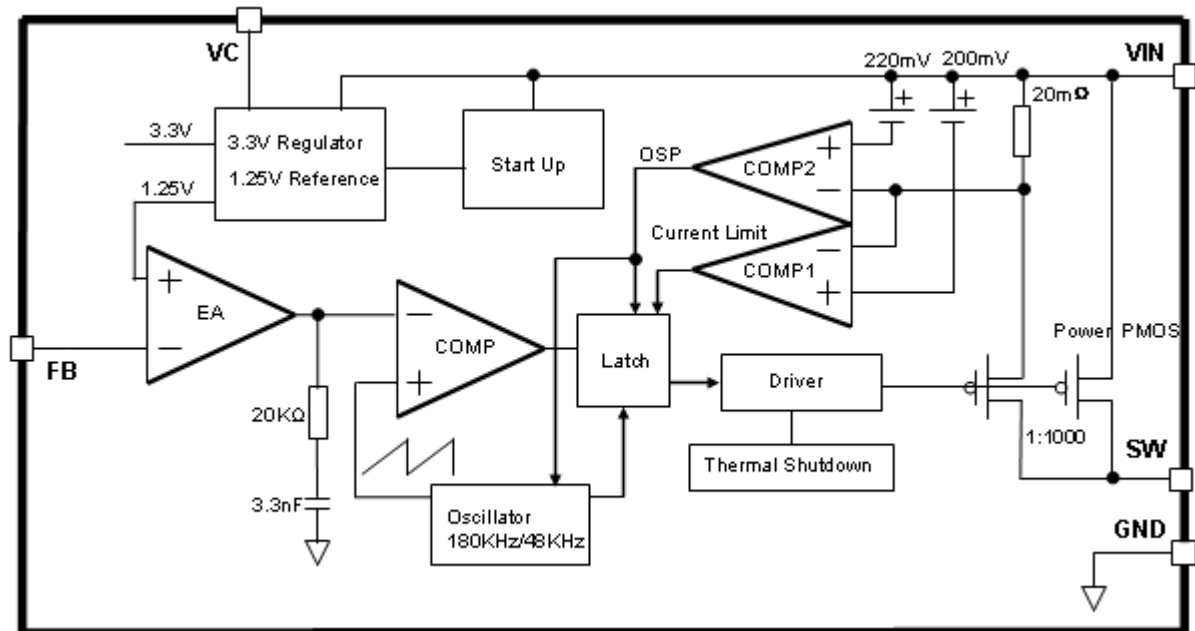 VC
220mV 200mV
VIN
3.3V
3.3V Regulator
1.25V Reference
Start Up
20mΩ
1.25V
OSP
+
+
+
COMP2
−
Current Limit
−
COMP1
+
+
EA
−
FB
−
COMP
+
Latch
Power PMOS
Driver
20KΩ
1:1000
SW
Thermal Shutdown
3.3nF
Oscillator
180KHz/48KHz
GND